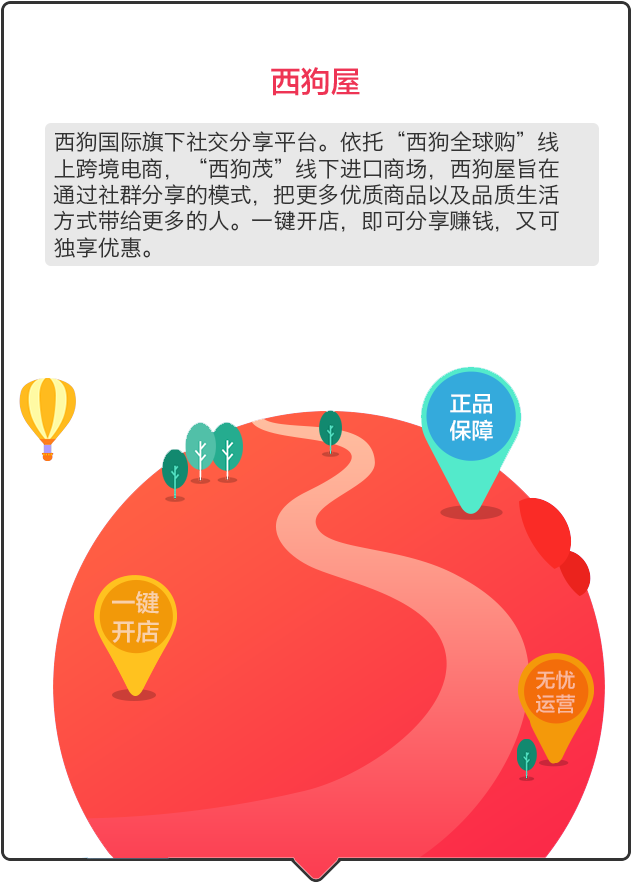 西狗屋
西狗国际旗下社交分享平台。依托“西狗全球购”线
上跨境电商，“西狗茂”线下进口商场，西狗屋旨在
通过社群分享的模式，把更多优质商品以及品质生活
方式带给更多的人。一键开店，即可分享赚钱，又可
独享优惠。
正品
保障
一键
开店
无忧
运营